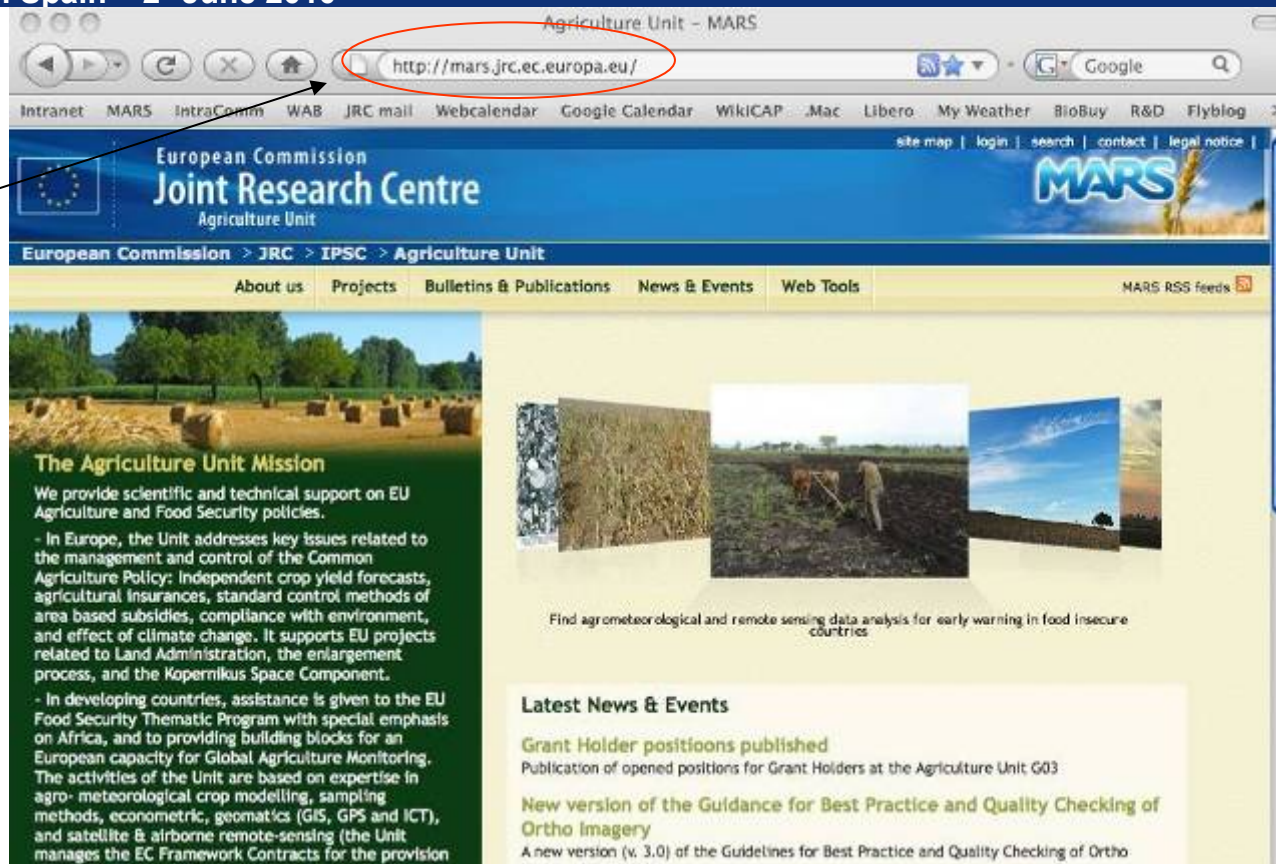 Spain – 2 June 2010
Agriculture Unit – MARS
http://mars.jrc.ec.europa.eu/
Google
Intranet MARS IntraComm WAB JRC mail Webcalendar Google Calendar WikiCAP .Mac Libero My Weather BioBuy R&D Flyblog
site map | login | search | contact | legal notice |
European Commission
Joint Research Centre
Agriculture Unit
MARS
European Commission > JRC > IPSC > Agriculture Unit
About us Projects Bulletins & Publications News & Events Web Tools MARS RSS feeds
The Agriculture Unit Mission
We provide scientific and technical support on EU
Agriculture and Food Security policies.
- In Europe, the Unit addresses key issues related to
the management and control of the Common
Agriculture Policy: Independent crop yield forecasts,
agricultural insurances, standard control methods of
area based subsidies, compliance with environment,
and effect of climate change. It supports EU projects
related to Land Administration, the enlargement
process, and the Kopernikus Space Component.
- In developing countries, assistance is given to the EU
Food Security Thematic Program with special emphasis
on Africa, and to providing building blocks for an
European capacity for Global Agriculture Monitoring.
The activities of the Unit are based on expertise in
agro- meteorological crop modelling, sampling
methods, econometric, geomatics (GIS, GPS and ICT),
and satellite & airborne remote-sensing (the Unit
manages the EC Framework Contracts for the provision
Find agrometeorological and remote sensing data analysis for early warning in food insecure
countries
Latest News & Events
Grant Holder positioons published
Publication of opened positions for Grant Holders at the Agriculture Unit G03
New version of the Guidance for Best Practice and Quality Checking of
Ortho Imagery
A new version (v. 3.0) of the Guidelines for Best Practice and Quality Checking of Ortho